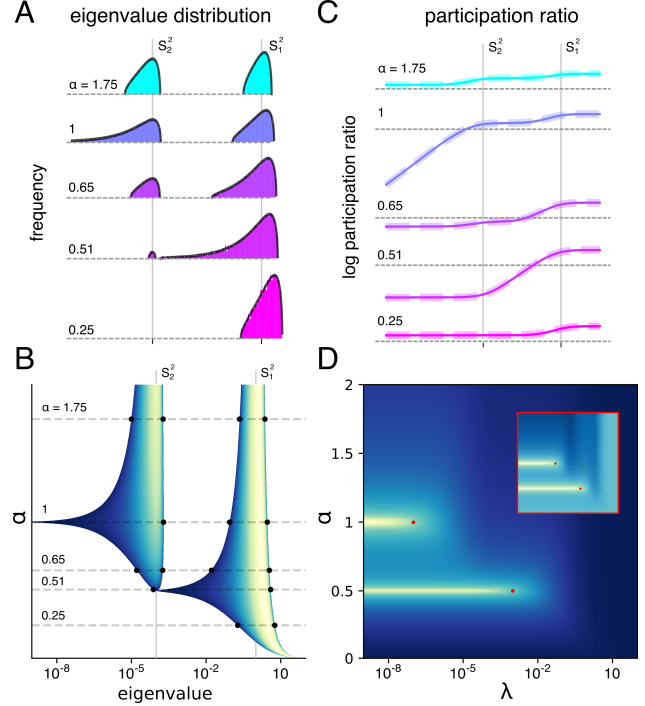 A
eigenvalue distribution
S₂²
S₁²
α = 1.75
1
0.65
0.51
0.25
frequency
C
participation ratio
S₂²
S₁²
α = 1.75
1
0.65
0.51
0.25
log participation ratio
B
S₂²
S₁²
α = 1.75
1
0.65
0.51
0.25
α
10⁻⁸
10⁻⁵
10⁻²
10
eigenvalue
D
2
1.5
1
0.5
0
α
10⁻⁸
10⁻⁵
10⁻²
10
λ